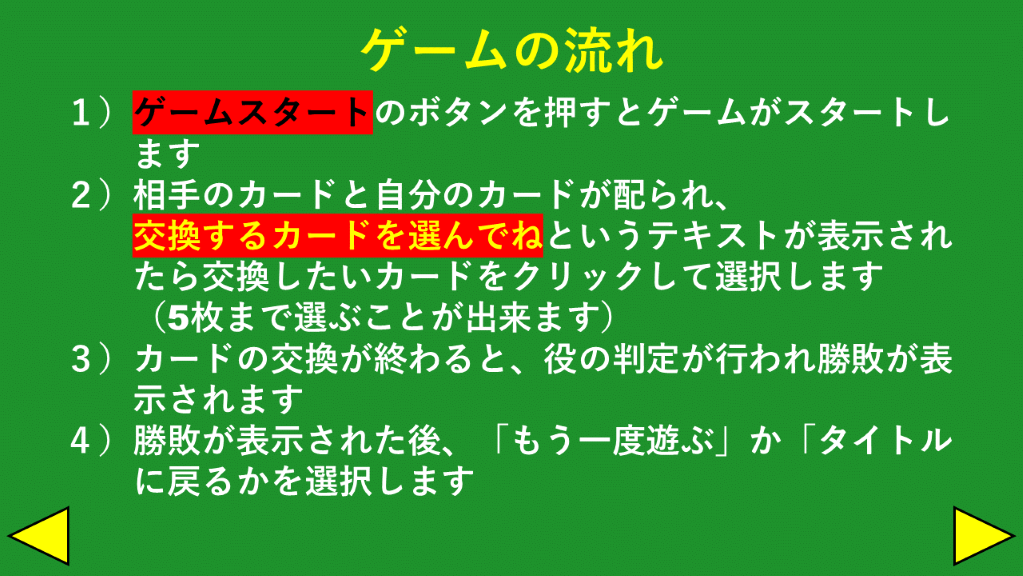 ゲームの流れ
１）ゲームスタートのボタンを押すとゲームがスタートし
ます
２）相手のカードと自分のカードが配られ、
交換するカードを選んでねというテキストが表示され
たら交換したいカードをクリックして選択します
（5枚まで選ぶことが出来ます）
３）カードの交換が終わると、役の判定が行われ勝敗が表
示されます
４）勝敗が表示された後、「もう一度遊ぶ」か「タイトル
に戻るかを選択します